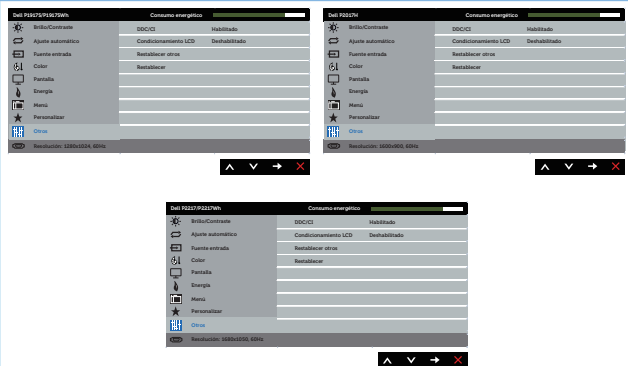 Dell P1917S/P1917SWh Consumo energético
Brillo/Contraste DDC/CI Habilitado
Ajuste automático Condicionamiento LCD Deshabilitado
Fuente entrada Restablecer otros
Color Restablecer
Pantalla
Energía
Menú
Personalizar
Otros
Resolución: 1280x1024, 60Hz
Dell P2017H Consumo energético
Brillo/Contraste DDC/CI Habilitado
Ajuste automático Condicionamiento LCD Deshabilitado
Fuente entrada Restablecer otros
Color Restablecer
Pantalla
Energía
Menú
Personalizar
Otros
Resolución: 1600x900, 60Hz
Dell P2217/P2217Wh Consumo energético
Brillo/Contraste DDC/CI Habilitado
Ajuste automático Condicionamiento LCD Deshabilitado
Fuente entrada Restablecer otros
Color Restablecer
Pantalla
Energía
Menú
Personalizar
Otros
Resolución: 1680x1050, 60Hz